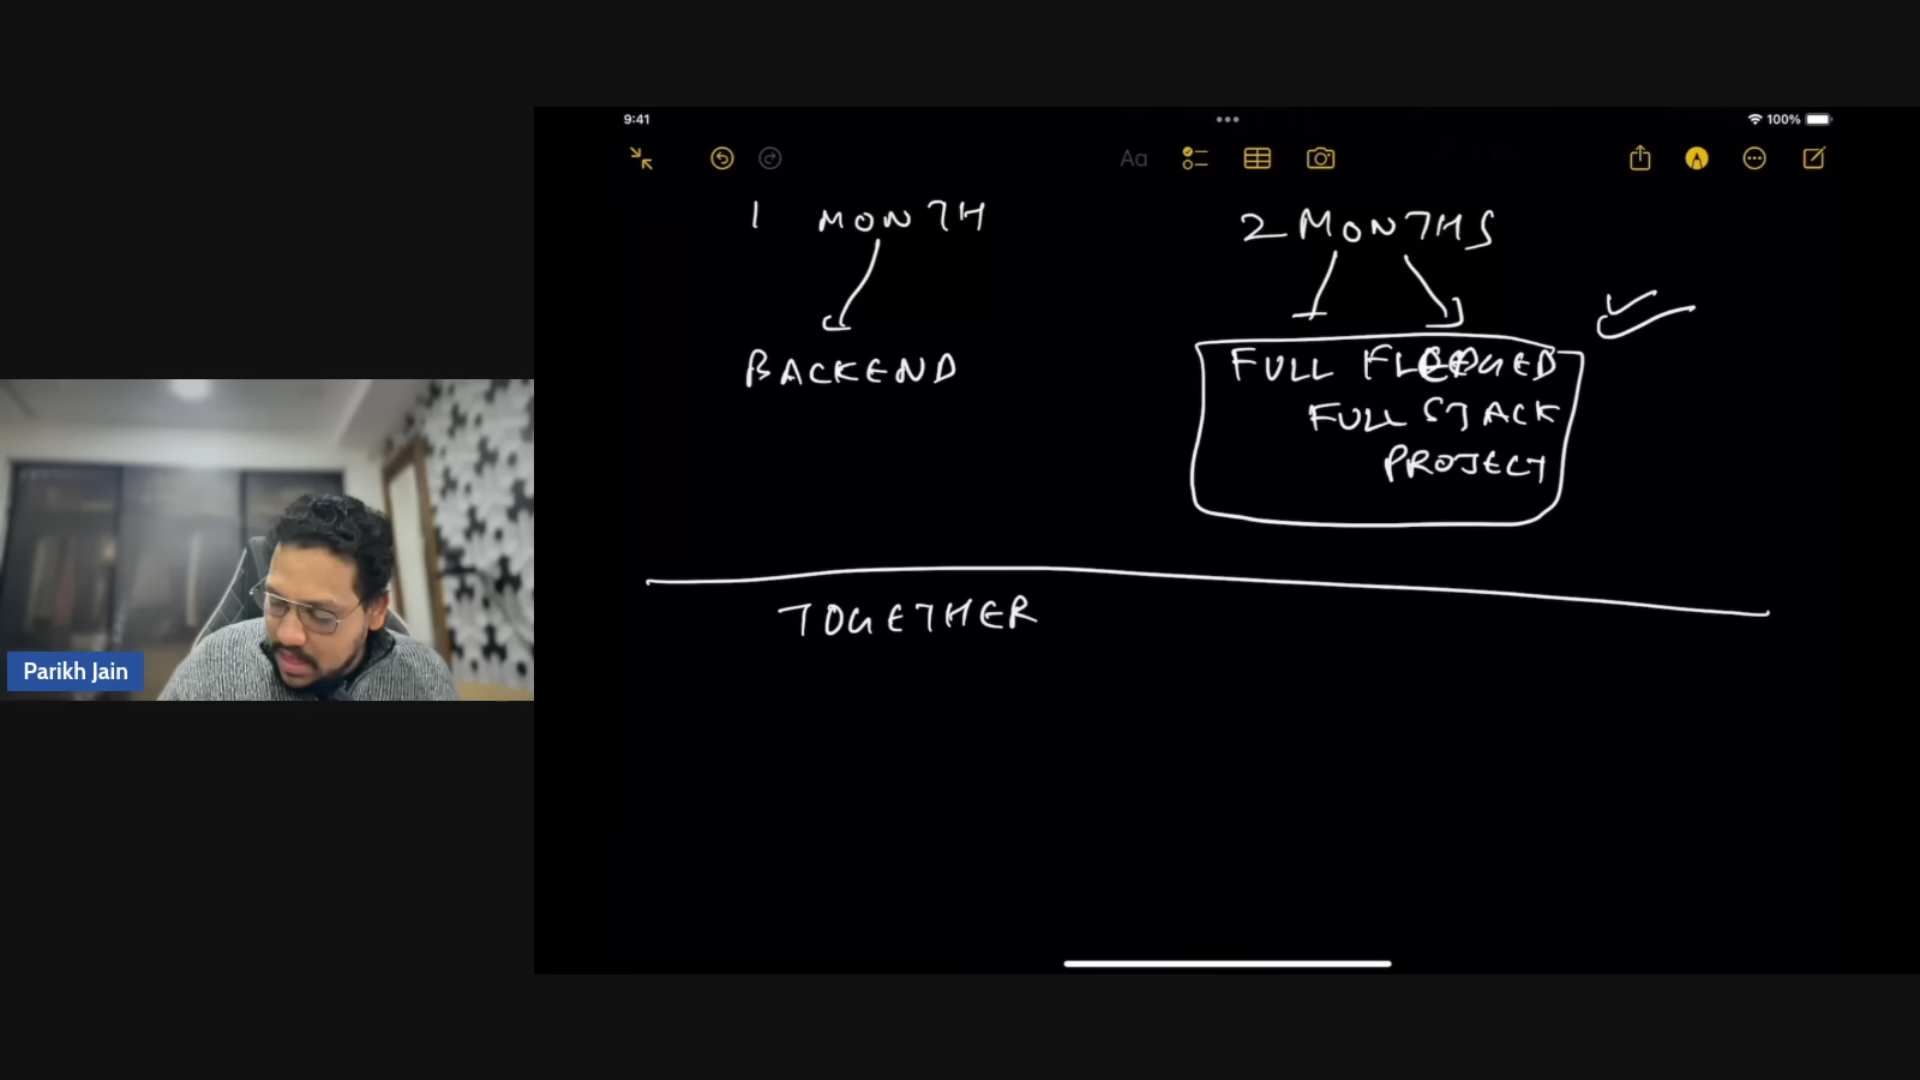 9:41
100%
Aa
1 MONTH
2 MONTHS
BACKEND
FULL FLEDGED
FULL STACK
PROJECT
TOGETHER
Parikh Jain